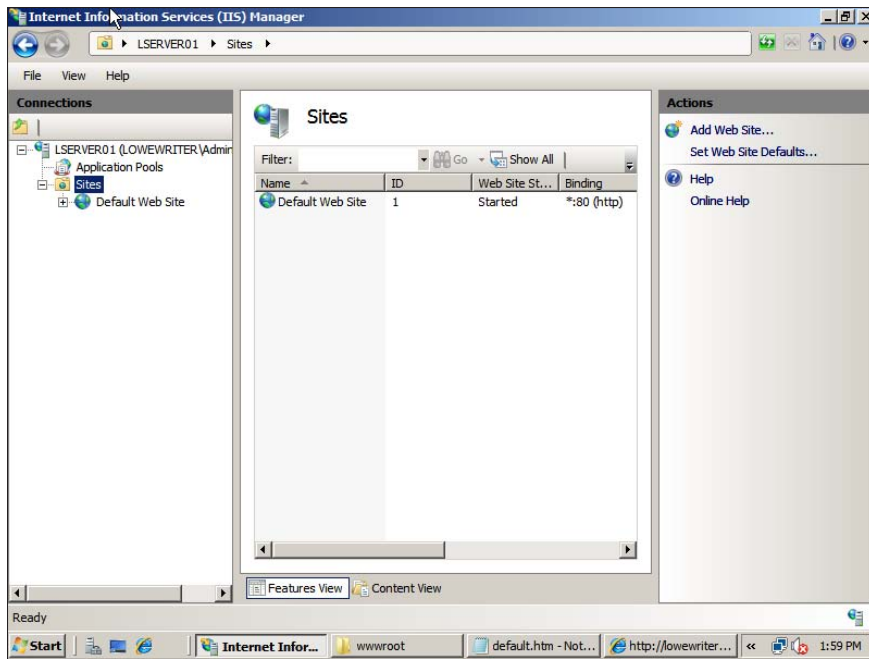 Internet Information Services (IIS) Manager
LSERVER01 Sites
File View Help
Connections
LSERVER01 (LOWEWRITER\Admin
Application Pools
Sites
Default Web Site
Sites
Filter: Go Show All
Name ID Web Site St... Binding
Default Web Site 1 Started *:80 (http)
Features View Content View
Actions
Add Web Site...
Set Web Site Defaults...
Help
Online Help
Ready
Start Internet Infor... wwwroot default.htm - Not... http://lowewriter... « 1:59 PM